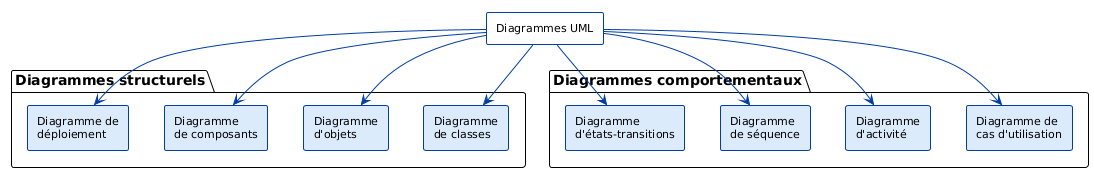 Diagrammes UML
Diagrammes structurels
Diagrammes comportementaux
Diagramme de
déploiement
Diagramme
de composants
Diagramme
d'objets
Diagramme
de classes
Diagramme
d'états-transitions
Diagramme
de séquence
Diagramme
d'activité
Diagramme de
cas d'utilisation